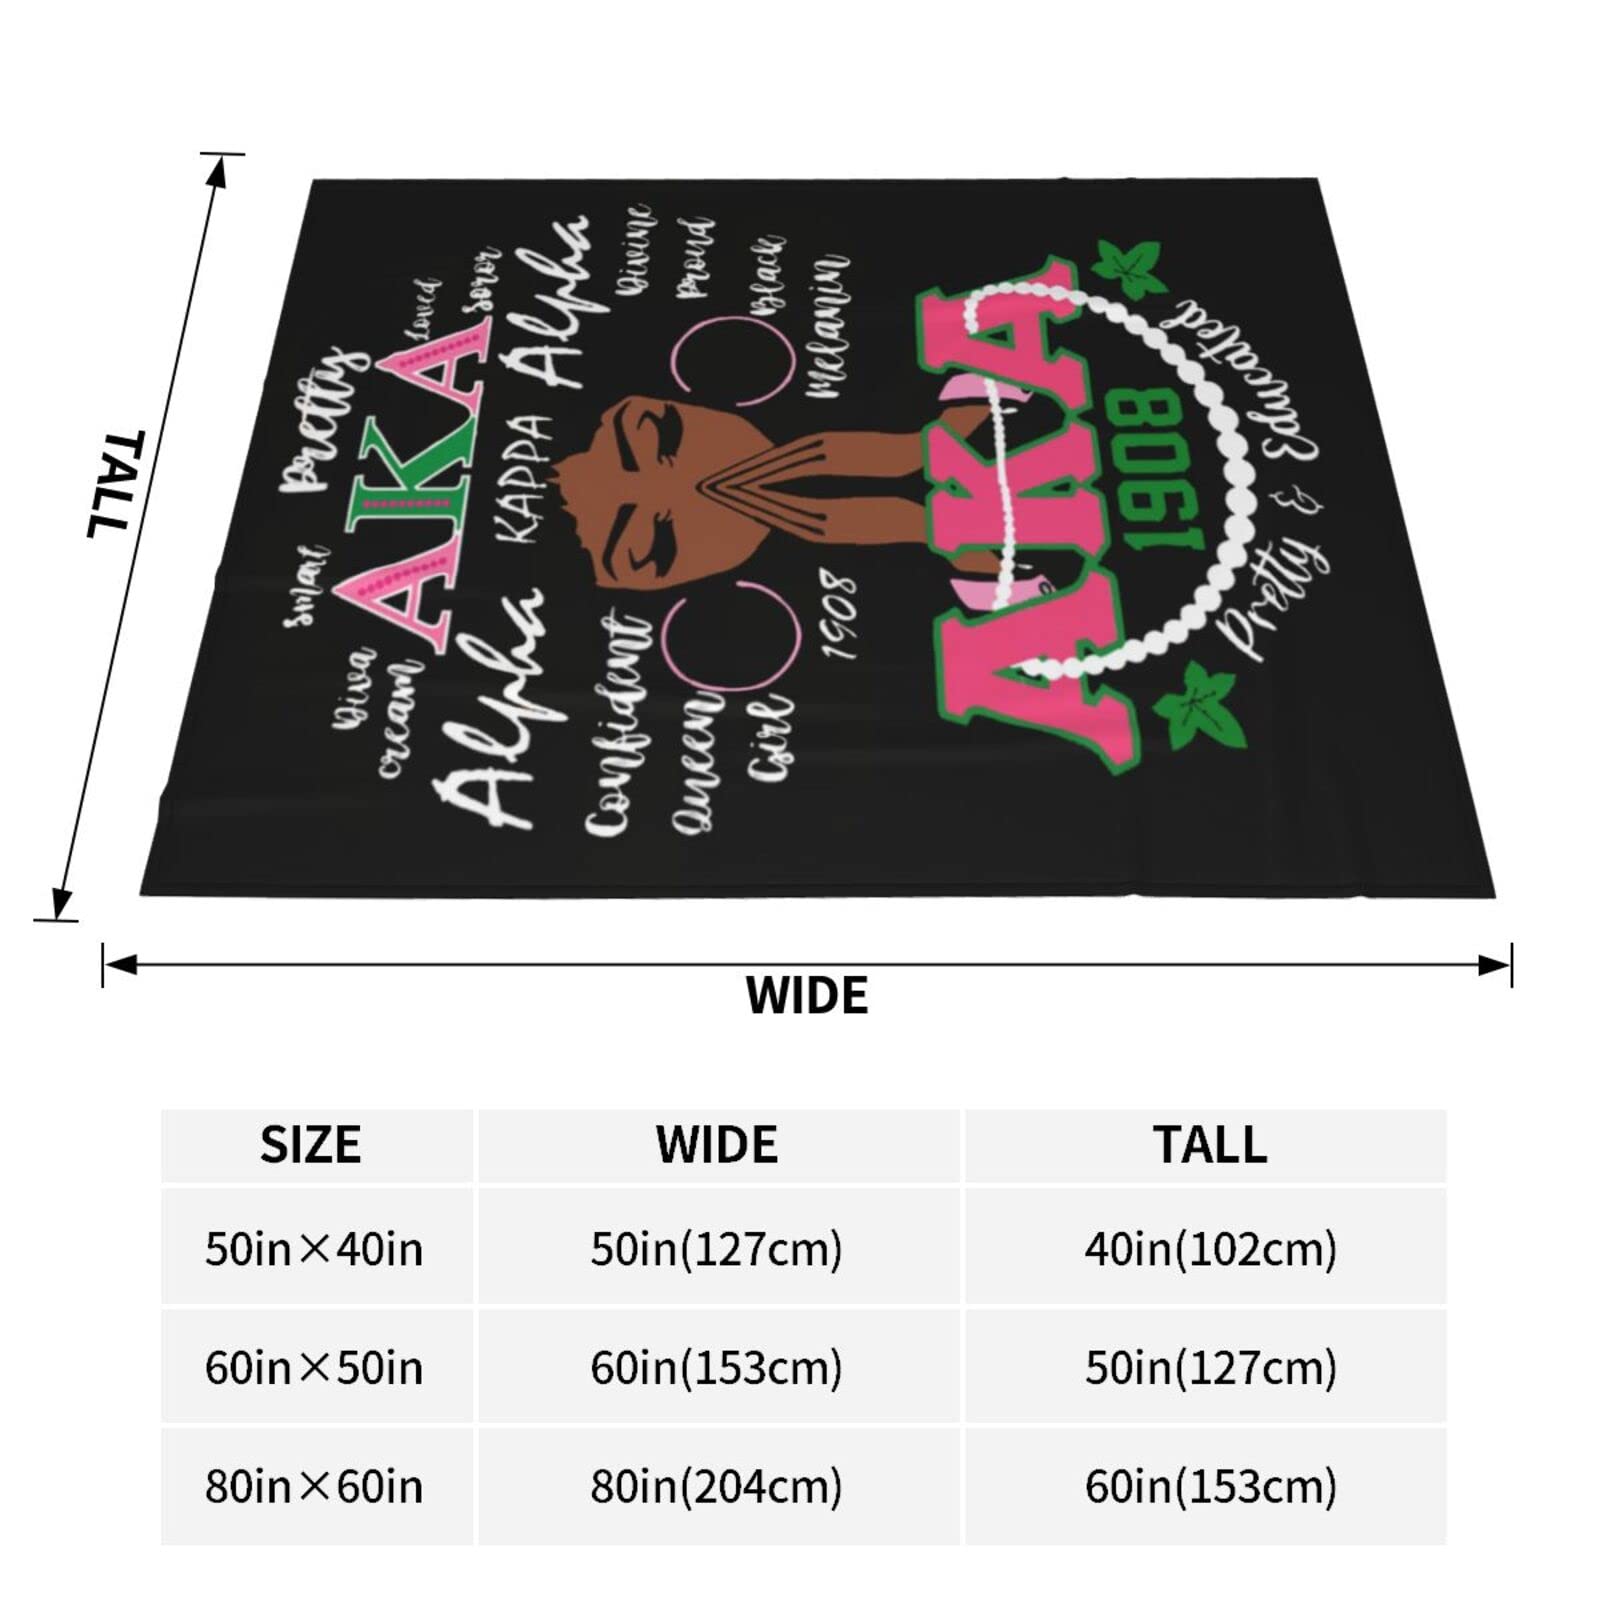 TALL
Pretty
Loved
Soror
AKA
Smart
Diva
cream
Alpha KAPPA Alpha
Divine
Proud
Black
Melanin
Confident
Queen
Girl
1908
AKA
1908
Pretty & Educated
WIDE
SIZE WIDE TALL
50in×40in 50in(127cm) 40in(102cm)
60in×50in 60in(153cm) 50in(127cm)
80in×60in 80in(204cm) 60in(153cm)